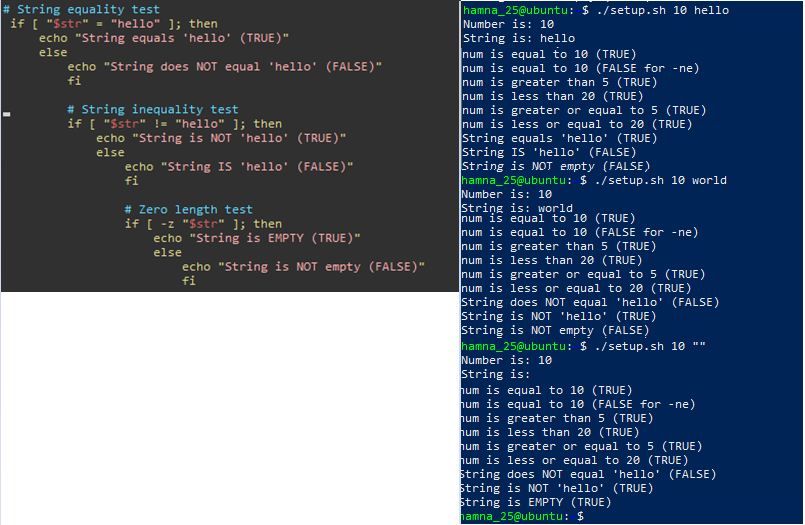 # String equality test
if [ "$str" = "hello" ]; then
echo "String equals 'hello' (TRUE)"
else
echo "String does NOT equal 'hello' (FALSE)"
fi
# String inequality test
if [ "$str" != "hello" ]; then
echo "String is NOT 'hello' (TRUE)"
else
echo "String IS 'hello' (FALSE)"
fi
# Zero length test
if [ -z "$str" ]; then
echo "String is EMPTY (TRUE)"
else
echo "String is NOT empty (FALSE)"
fi
hamna_25@ubuntu: $ ./setup.sh 10 hello
Number is: 10
String is: hello
num is equal to 10 (TRUE)
num is equal to 10 (FALSE for -ne)
num is greater than 5 (TRUE)
num is less than 20 (TRUE)
num is greater or equal to 5 (TRUE)
num is less or equal to 20 (TRUE)
String equals 'hello' (TRUE)
String IS 'hello' (FALSE)
String is NOT empty (FALSE)
hamna_25@ubuntu: $ ./setup.sh 10 world
Number is: 10
String is: world
num is equal to 10 (TRUE)
num is equal to 10 (FALSE for -ne)
num is greater than 5 (TRUE)
num is less than 20 (TRUE)
num is greater or equal to 5 (TRUE)
num is less or equal to 20 (TRUE)
String does NOT equal 'hello' (FALSE)
String is NOT 'hello' (TRUE)
String is NOT empty (FALSE)
hamna_25@ubuntu: $ ./setup.sh 10 ""
Number is: 10
String is:
num is equal to 10 (TRUE)
num is equal to 10 (FALSE for -ne)
num is greater than 5 (TRUE)
num is less than 20 (TRUE)
num is greater or equal to 5 (TRUE)
num is less or equal to 20 (TRUE)
String does NOT equal 'hello' (FALSE)
String is NOT 'hello' (TRUE)
String is EMPTY (TRUE)
hamna_25@ubuntu: $